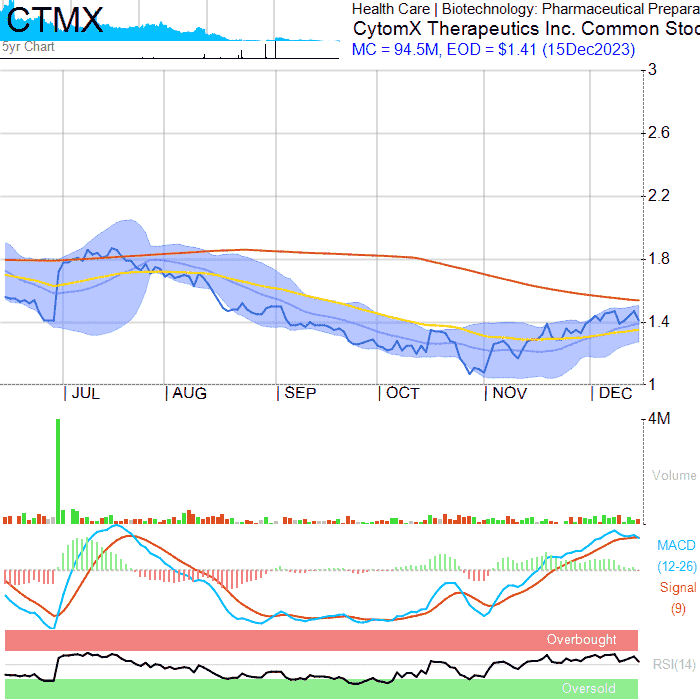 CTMX
5yr Chart
Health Care | Biotechnology: Pharmaceutical Prepara
CytomX Therapeutics Inc. Common Stoc
MC = 94.5M, EOD = $1.41 (15Dec2023)
3
2.6
2.2
1.8
1.4
1
JUL AUG SEP OCT NOV DEC
4M
Volume
MACD
(12-26)
Signal
(9)
Overbought
RSI(14)
Oversold